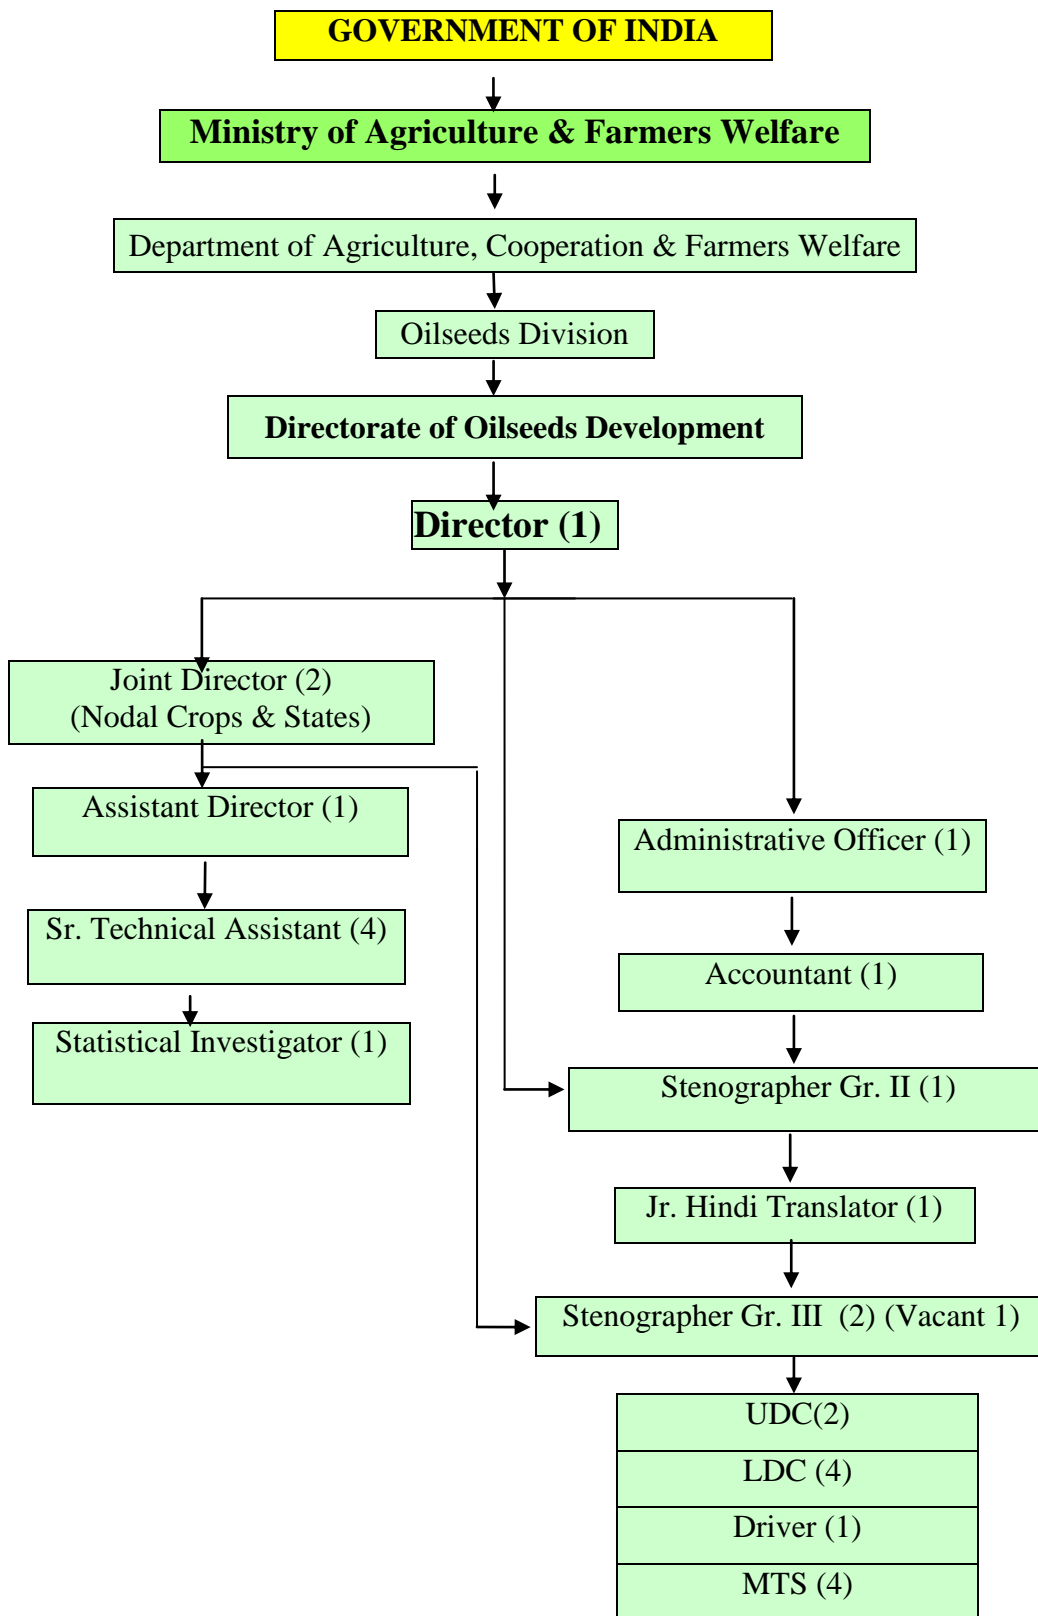 GOVERNMENT OF INDIA
Ministry of Agriculture & Farmers Welfare
Department of Agriculture, Cooperation & Farmers Welfare
Oilseeds Division
Directorate of Oilseeds Development
Director (1)
Joint Director (2)
(Nodal Crops & States)
Assistant Director (1)
Sr. Technical Assistant (4)
Statistical Investigator (1)
Administrative Officer (1)
Accountant (1)
Stenographer Gr. II (1)
Jr. Hindi Translator (1)
Stenographer Gr. III (2) (Vacant 1)
UDC(2)
LDC (4)
Driver (1)
MTS (4)